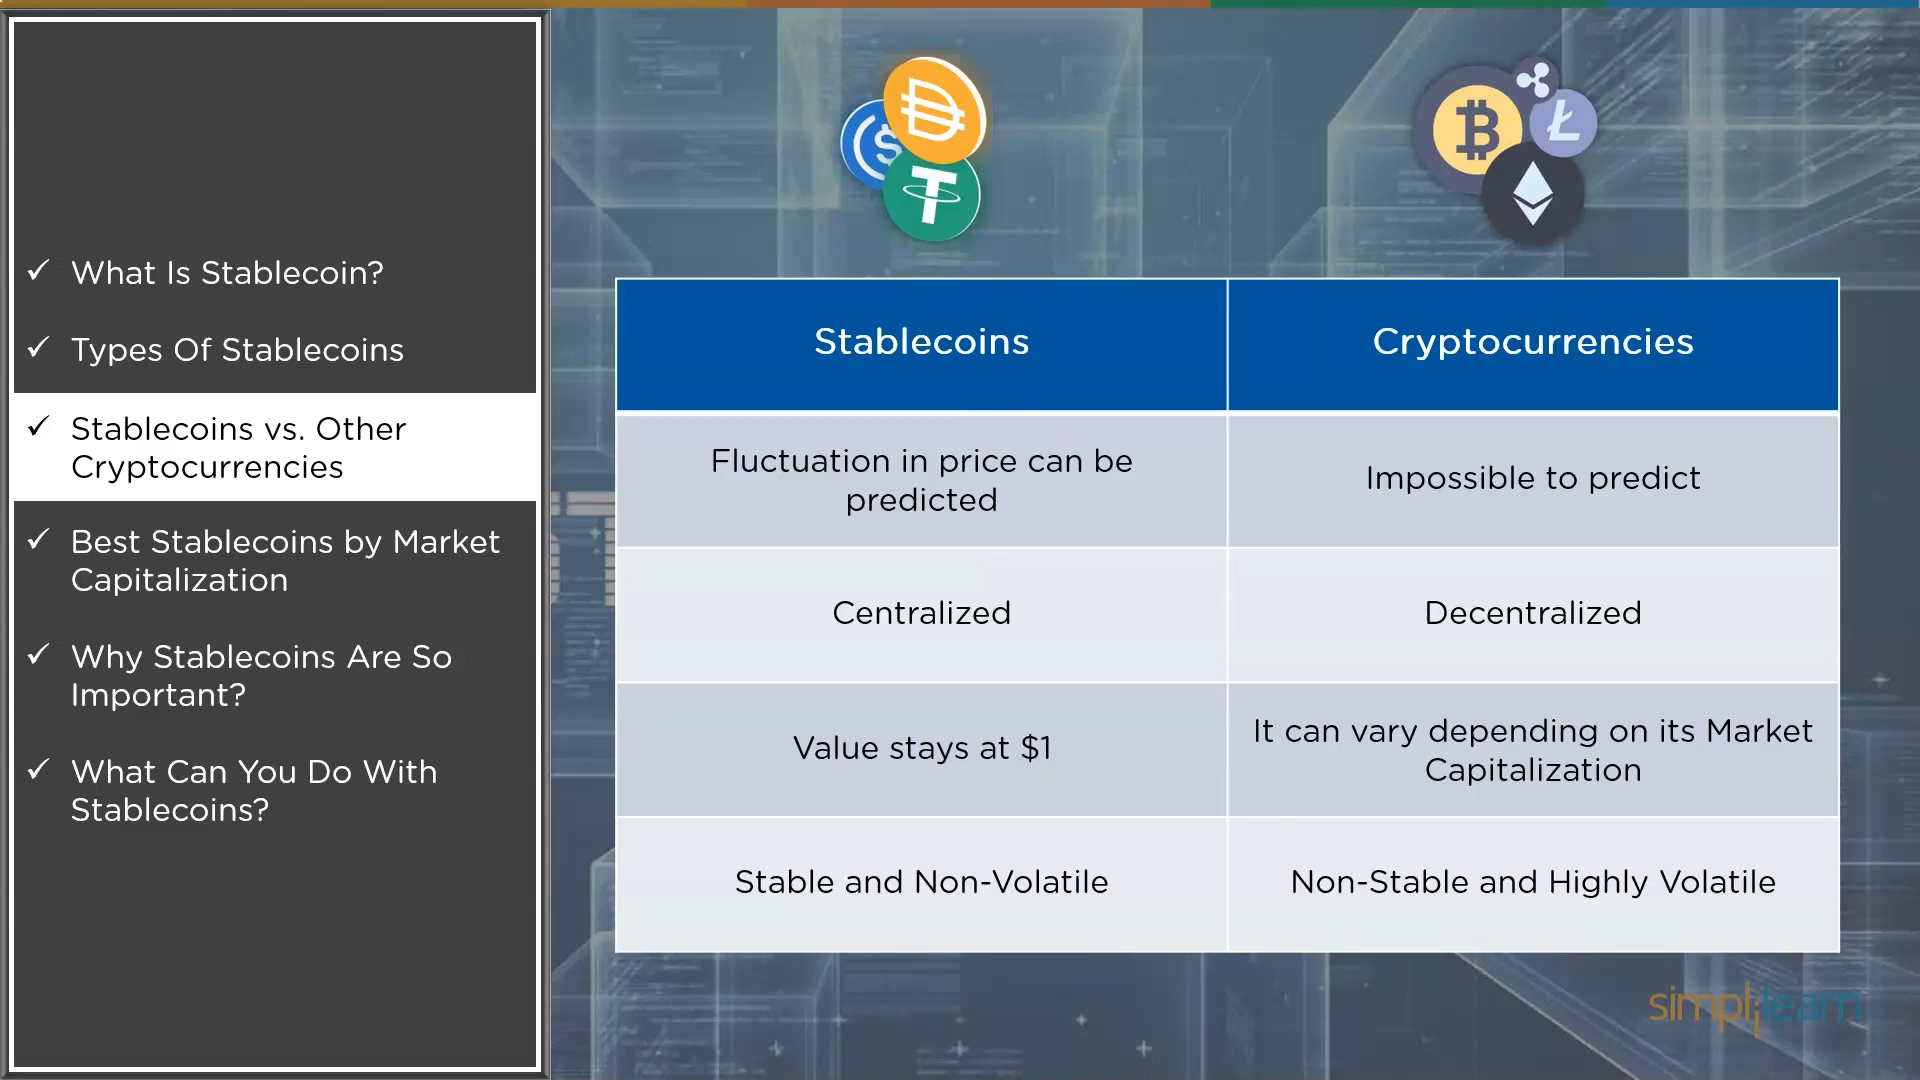 What Is Stablecoin?
Types Of Stablecoins
Stablecoins vs. Other
Cryptocurrencies
Best Stablecoins by Market
Capitalization
Why Stablecoins Are So
Important?
What Can You Do With
Stablecoins?
Stablecoins
Cryptocurrencies
Fluctuation in price can be
predicted
Impossible to predict
Centralized
Decentralized
Value stays at $1
It can vary depending on its Market
Capitalization
Stable and Non-Volatile
Non-Stable and Highly Volatile
simplilearn